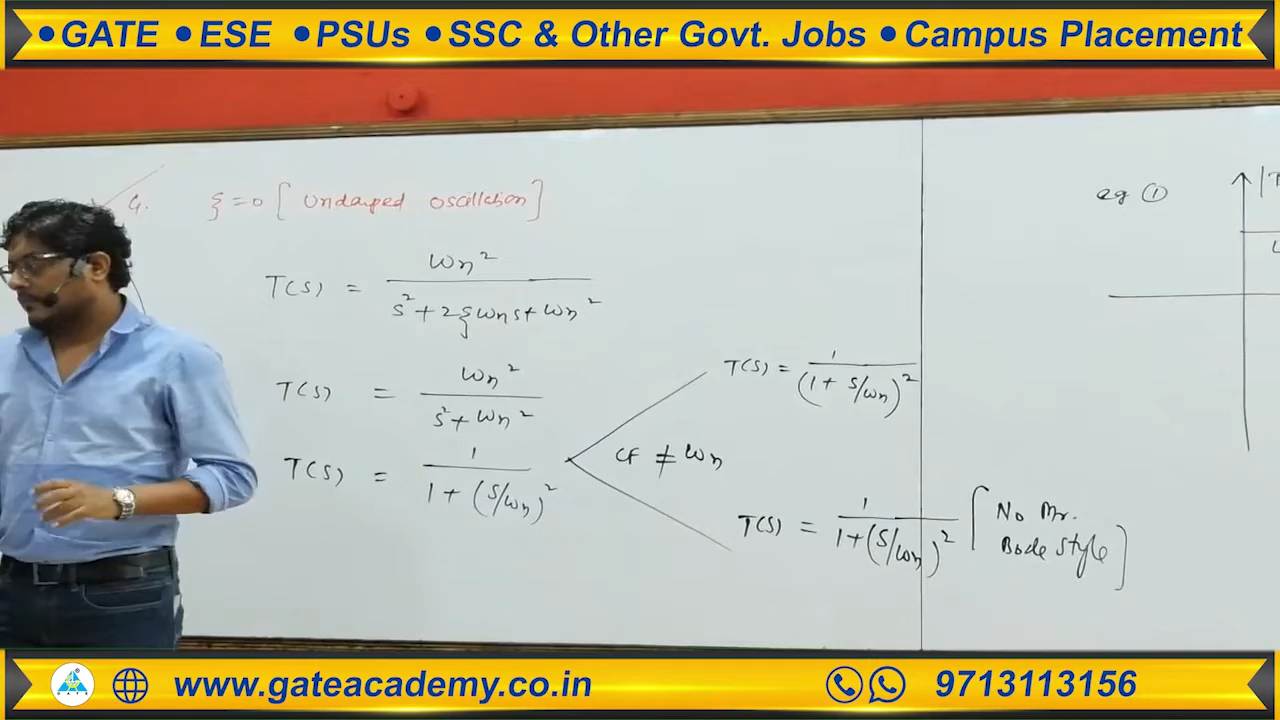 •GATE •ESE •PSUs •SSC & Other Govt. Jobs •Campus Placement
4. ξ = 0 [ undamped oscillation ]
T(s) = ωn² / (s² + 2ξωns + ωn²)
T(s) = ωn² / (s² + ωn²)
T(s) = 1 / (1 + (s/ωn)²)
T(s) = 1 / (1 + s/ωn)²
CF ≠ ωn
T(s) = 1 / (1 + (s/ωn)²) [ No Mr.
Bode style ]
eg ①
www.gateacademy.co.in
9713113156